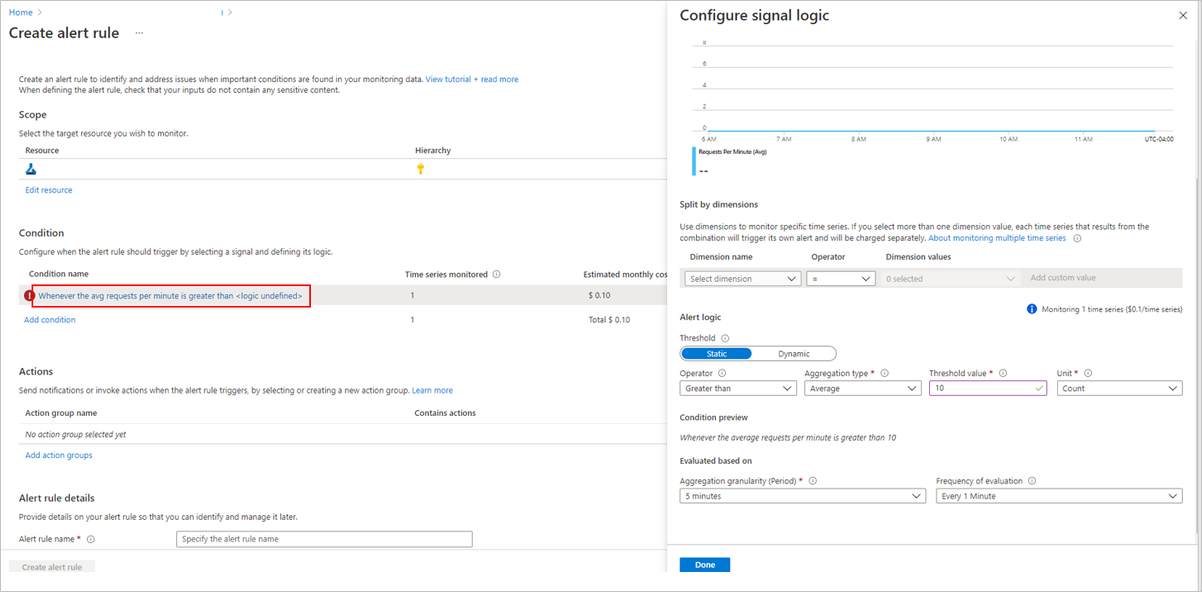 Home
Create alert rule
...
Create an alert rule to identify and address issues when important conditions are found in your monitoring data. View tutorial + read more
When defining the alert rule, check that your inputs do not contain any sensitive content.
Scope
Select the target resource you wish to monitor.
Resource
Hierarchy
Edit resource
Condition
Configure when the alert rule should trigger by selecting a signal and defining its logic.
Condition name
Time series monitored
Estimated monthly cos
Whenever the avg requests per minute is greater than <logic undefined>
1
$ 0.10
Add condition
1
Total $ 0.10
Actions
Send notifications or invoke actions when the alert rule triggers, by selecting or creating a new action group. Learn more
Action group name
Contains actions
No action group selected yet
Add action groups
Alert rule details
Provide details on your alert rule so that you can identify and manage it later.
Alert rule name *
Specify the alert rule name
Create alert rule
Configure signal logic
8
6
4
2
0
6 AM
7 AM
8 AM
9 AM
10 AM
11 AM
UTC-04:00
Requests Per Minute (Avg)
--
Split by dimensions
Use dimensions to monitor specific time series. If you select more than one dimension value, each time series that results from the
combination will trigger its own alert and will be charged separately. About monitoring multiple time series
Dimension name
Operator
Dimension values
Select dimension
=
0 selected
Add custom value
Monitoring 1 time series ($0.1/time series)
Alert logic
Threshold
Static
Dynamic
Operator
Aggregation type *
Threshold value *
Unit *
Greater than
Average
10
Count
Condition preview
Whenever the average requests per minute is greater than 10
Evaluated based on
Aggregation granularity (Period) *
Frequency of evaluation
5 minutes
Every 1 Minute
Done